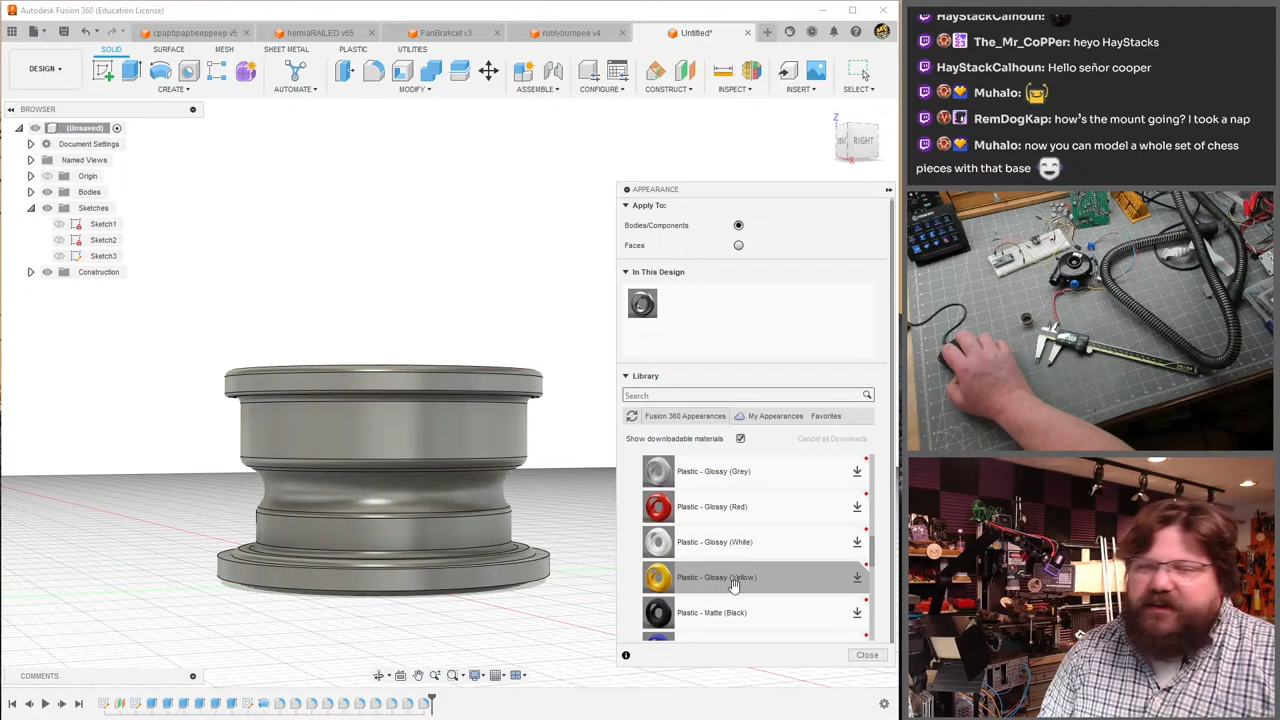 Autodesk Fusion 360 (Education License)
cpapbpapbeeppeep v5
hemiaRAILED v65
FanBrakcet v3
rublybumpee v4
Untitled*
SOLID SURFACE MESH SHEET METAL PLASTIC UTILITIES
DESIGN
CREATE AUTOMATE MODIFY ASSEMBLE CONFIGURE CONSTRUCT INSPECT INSERT SELECT
BROWSER
(Unsaved)
Document Settings
Named Views
Origin
Bodies
Sketches
Sketch1
Sketch2
Sketch3
Construction
Z
RIGHT
X
APPEARANCE
Apply To:
Bodies/Components
Faces
In This Design
Library
Search
Fusion 360 Appearances My Appearances Favorites
Show downloadable materials Cancel all Downloads
Plastic - Glossy (Grey)
Plastic - Glossy (Red)
Plastic - Glossy (White)
Plastic - Glossy (Yellow)
Plastic - Matte (Black)
Close
COMMENTS
HayStackCalhoun:
The_Mr_CoPPer: heyo HayStacks
HayStackCalhoun: Hello señor cooper
Muhalo:
RemDogKap: how's the mount going? I took a nap
Muhalo: now you can model a whole set of chess
pieces with that base